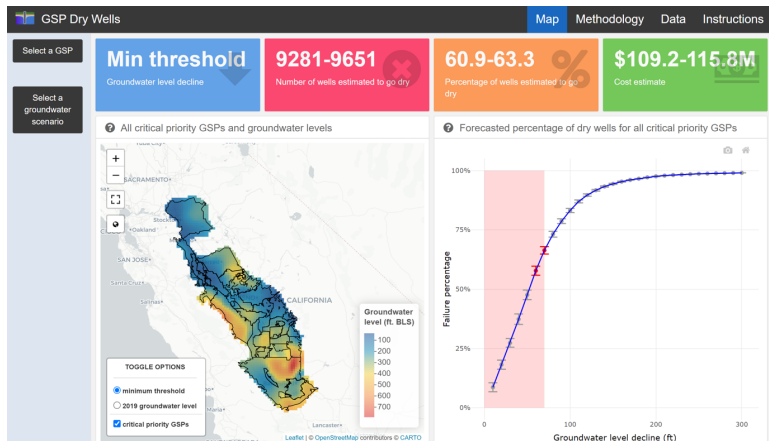 GSP Dry Wells
Map Methodology Data Instructions
Select a GSP
Select a
groundwater
scenario
Min threshold
Groundwater level decline
9281-9651
Number of wells estimated to go dry
60.9-63.3
Percentage of wells estimated to go
dry
$109.2-115.8M
Cost estimate
All critical priority GSPs and groundwater levels
+
−
SACRAMENTO
Oakland
SAN JOSE
Santa Cruz
Salinas
CALIFORNIA
Lancaster
Groundwater
level (ft. BLS)
100
200
300
400
500
600
700
TOGGLE OPTIONS
minimum threshold
2019 groundwater level
critical priority GSPs
Leaflet | © OpenStreetMap contributors © CARTO
Forecasted percentage of dry wells for all critical priority GSPs
100%
75%
50%
25%
0%
Failure percentage
0 100 200 300
Groundwater level decline (ft)